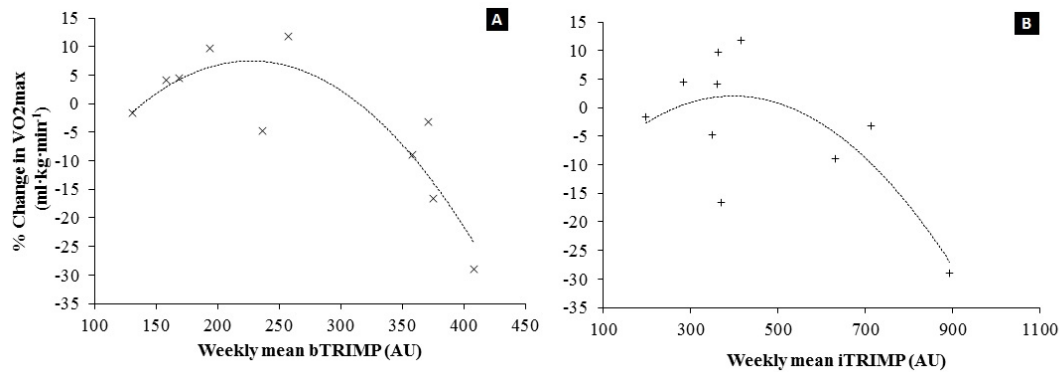 A
% Change in VO2max
(ml·kg·min-1)
15
10
5
0
-5
-10
-15
-20
-25
-30
-35
100 150 200 250 300 350 400 450
Weekly mean bTRIMP (AU)
B
15
10
5
0
-5
-10
-15
-20
-25
-30
-35
100 300 500 700 900 1100
Weekly mean iTRIMP (AU)